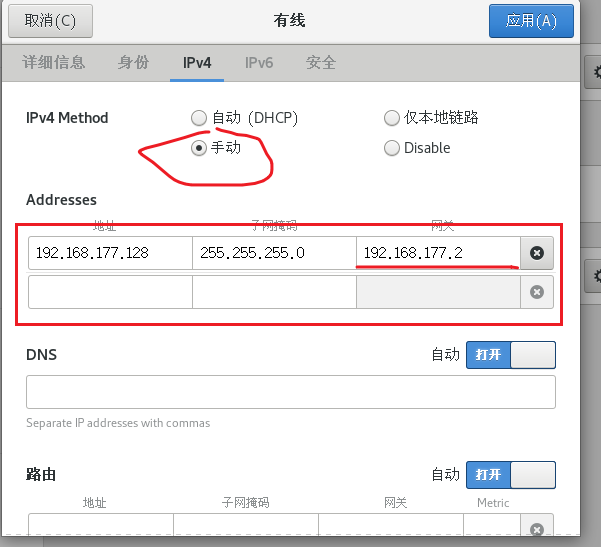 取消(C) 有线 应用(A)
详细信息 身份 IPv4 IPv6 安全
IPv4 Method 自动 (DHCP) 仅本地链路
手动 Disable
Addresses
地址 子网掩码 网关
192.168.177.128 255.255.255.0 192.168.177.2
DNS 自动 打开
Separate IP addresses with commas
路由 自动 打开
地址 子网掩码 网关 Metric